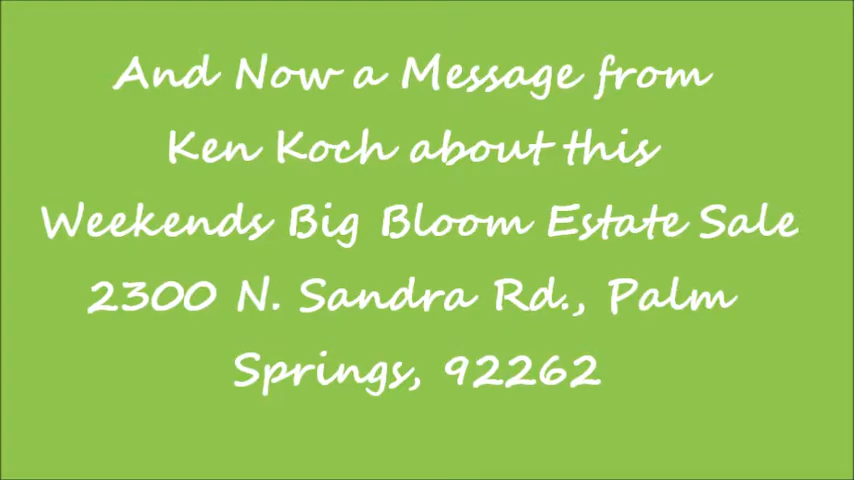 And Now a Message from
Ken Koch about this
Weekends Big Bloom Estate Sale
2300 N. Sandra Rd., Palm
Springs, 92262